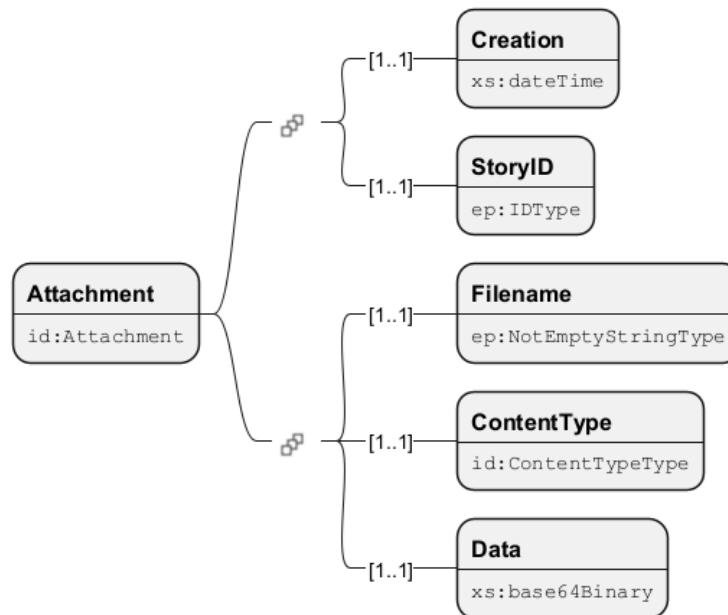 Creation
[1..1]
xs:dateTime
StoryID
[1..1]
ep:IDType
Attachment
id:Attachment
Filename
[1..1]
ep:NotEmptyStringType
ContentType
[1..1]
id:ContentTypeType
Data
[1..1]
xs:base64Binary